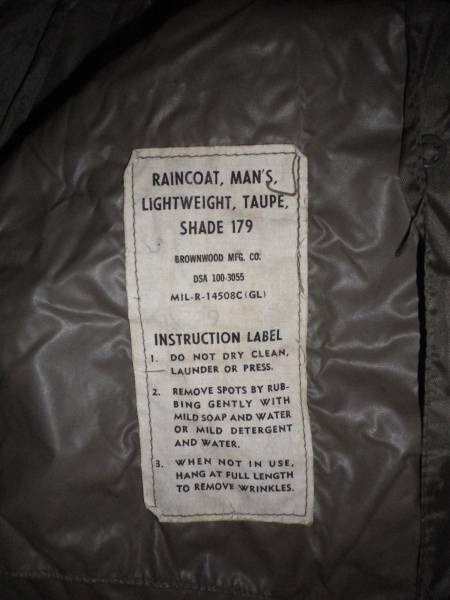 RAINCOAT, MAN'S,
LIGHTWEIGHT, TAUPE,
SHADE 179
BROWNWOOD MFG. CO.
DSA 100-3055
MIL-R-14508C (GL)
INSTRUCTION LABEL
1. DO NOT DRY CLEAN,
LAUNDER OR PRESS.
2. REMOVE SPOTS BY RUB-
BING GENTLY WITH
MILD SOAP AND WATER
OR MILD DETERGENT
AND WATER.
3. WHEN NOT IN USE,
HANG AT FULL LENGTH
TO REMOVE WRINKLES.